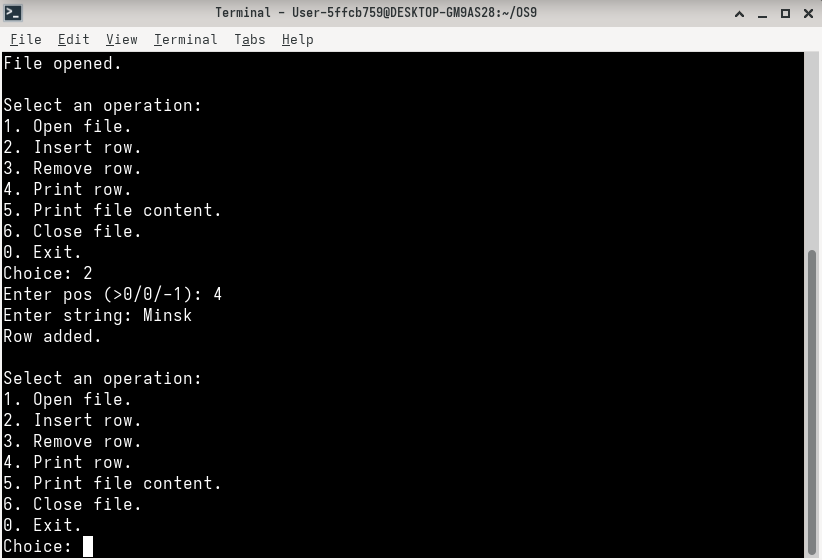 Terminal - User-5ffcb759@DESKTOP-GM9AS28:~/OS9
File Edit View Terminal Tabs Help
File opened.
Select an operation:
1. Open file.
2. Insert row.
3. Remove row.
4. Print row.
5. Print file content.
6. Close file.
0. Exit.
Choice: 2
Enter pos (>0/0/-1): 4
Enter string: Minsk
Row added.
Select an operation:
1. Open file.
2. Insert row.
3. Remove row.
4. Print row.
5. Print file content.
6. Close file.
0. Exit.
Choice: